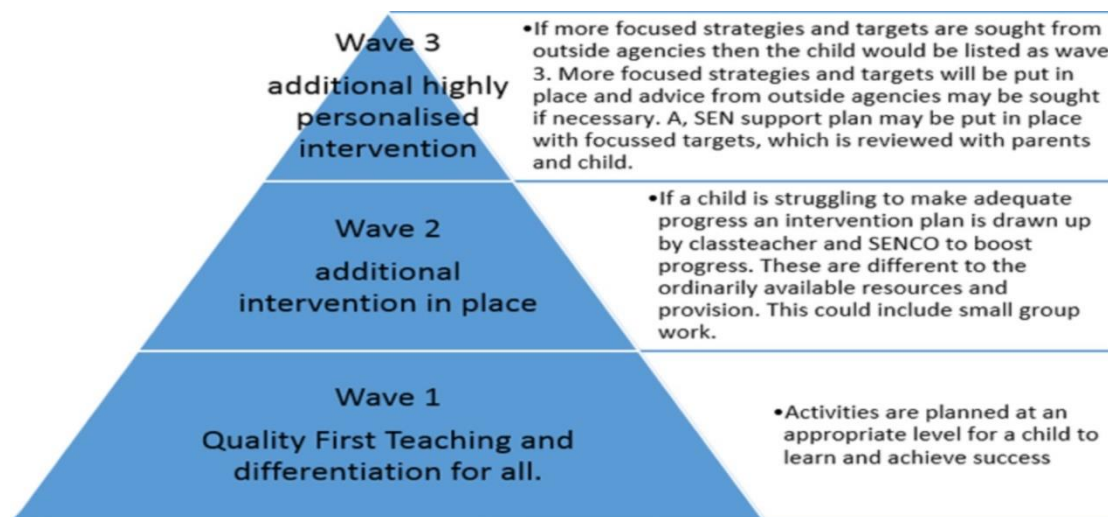 Wave 3
additional highly
personalised
intervention
•If more focused strategies and targets are sought from
outside agencies then the child would be listed as wave
3. More focused strategies and targets will be put in
place and advice from outside agencies may be sought
if necessary. A, SEN support plan may be put in place
with focussed targets, which is reviewed with parents
and child.
Wave 2
additional
intervention in place
•If a child is struggling to make adequate
progress an intervention plan is drawn up
by classteacher and SENCO to boost
progress. These are different to the
ordinarily available resources and
provision. This could include small group
work.
Wave 1
Quality First Teaching and
differentiation for all.
•Activities are planned at an
appropriate level for a child to
learn and achieve success